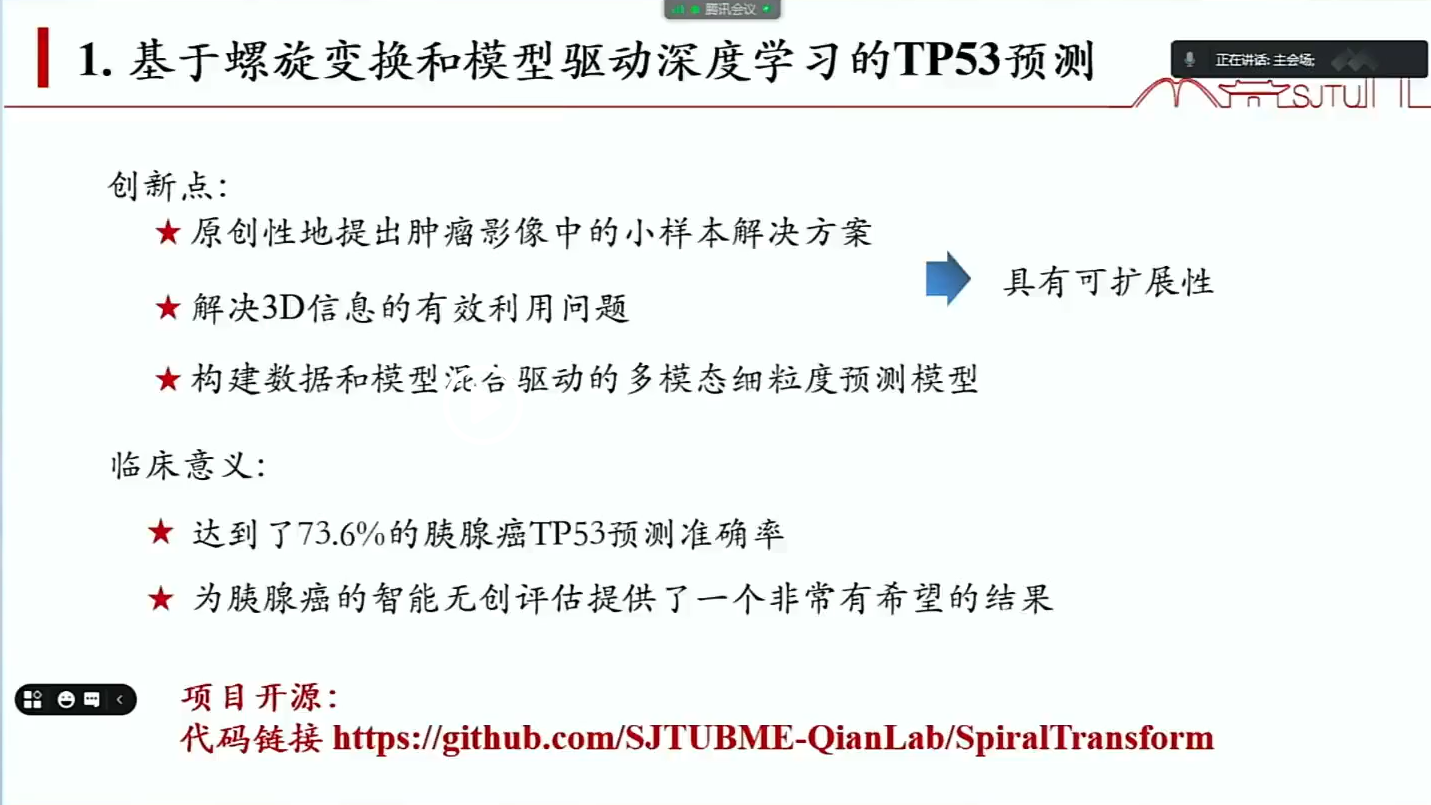 腾讯会议
1. 基于螺旋变换和模型驱动深度学习的TP53预测
正在讲话: 主会场;
SJTU
创新点:
★ 原创性地提出肿瘤影像中的小样本解决方案
具有可扩展性
★ 解决3D信息的有效利用问题
★ 构建数据和模型混合驱动的多模态细粒度预测模型
临床意义:
★ 达到了73.6%的胰腺癌TP53预测准确率
★ 为胰腺癌的智能无创评估提供了一个非常有希望的结果
项目开源:
代码链接 https://github.com/SJTUBME-QianLab/SpiralTransform